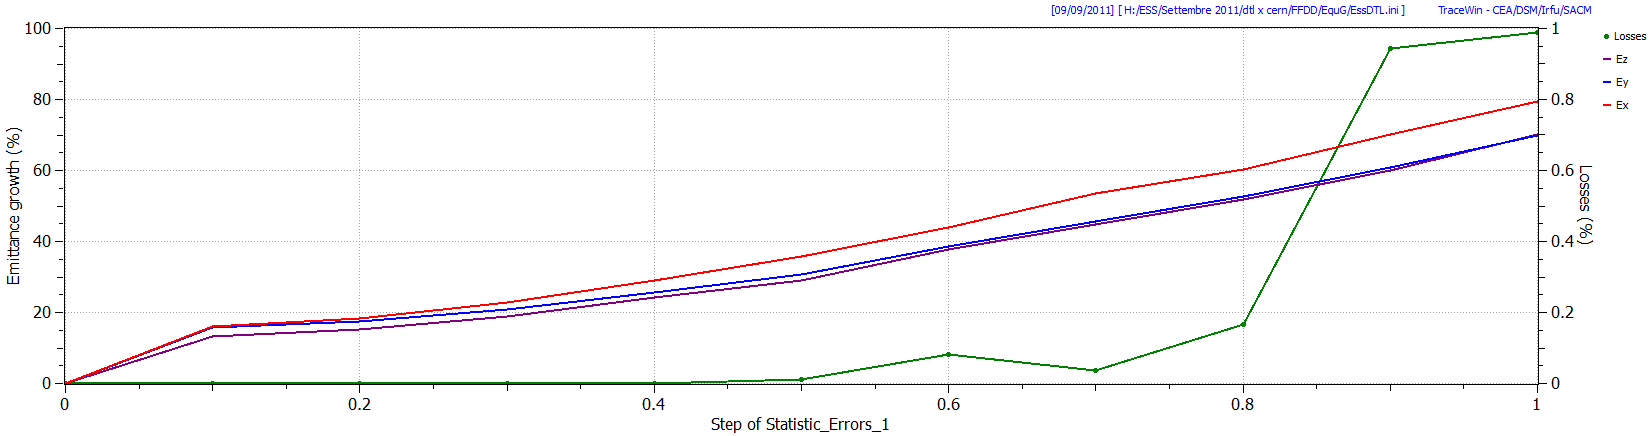 [09/09/2011] [ H:/ESS/Settembre 2011/dtl x cern/FFDD/EquG/EssDTL.ini ] TraceWin - CEA/DSM/Irfu/SACM
100
80
60
40
20
0
Emittance growth (%)
0
0.2
0.4
0.6
0.8
1
Step of Statistic_Errors_1
1
0.8
0.6
0.4
0.2
0
Losses (%)
Losses
Ez
Ey
Ex